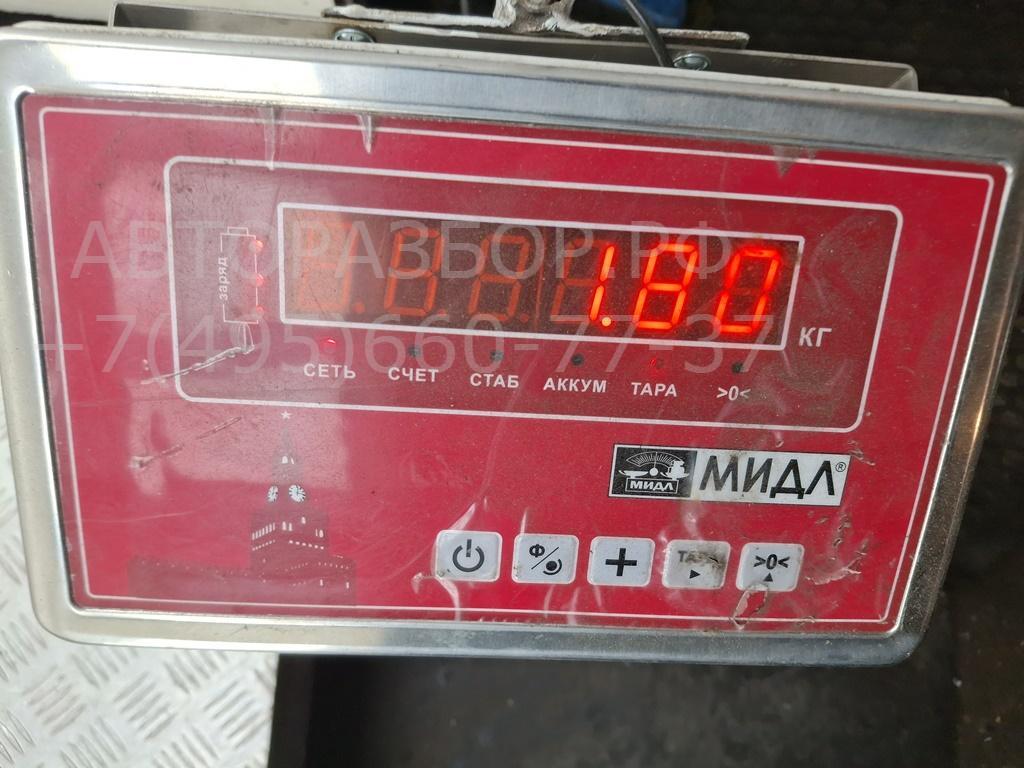 АВТОРАЗБОР.РФ
+7(495)660-77-37
заряд
1.80
КГ
СЕТЬ СЧЕТ СТАБ АККУМ ТАРА >0<
МИДЛ МИДЛ®
Ф + >0<